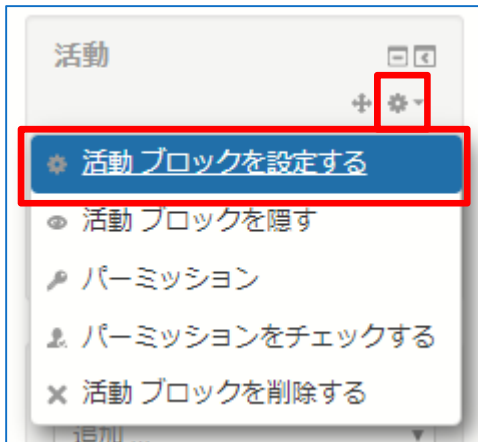 活動
活動 ブロックを設定する
活動 ブロックを隠す
パーミッション
パーミッションをチェックする
活動 ブロックを削除する
追加 ...